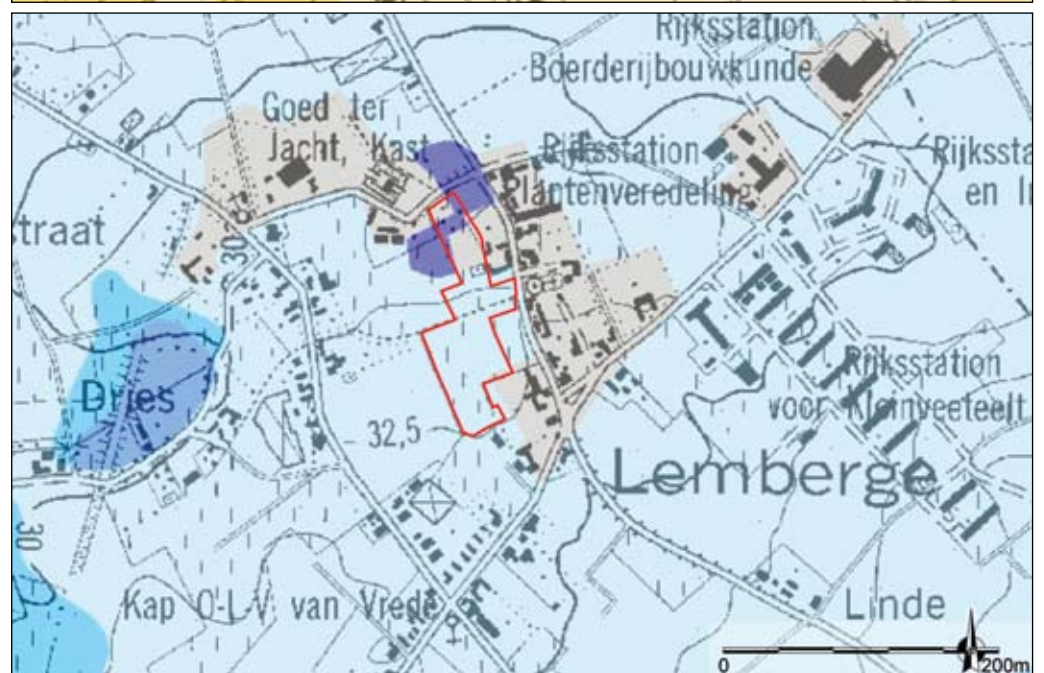 Rijksstation
Boerderijbouwkunde
Goed ter
Jacht, Kast
Rijksstation
Plantenveredeling
Rijkssta
en I
straat
30
Dries
32,5
Rijksstation
voor Kleinveeteelt
Lemberge
30
Kap O-L-V van Vrede
Linde
0 200m